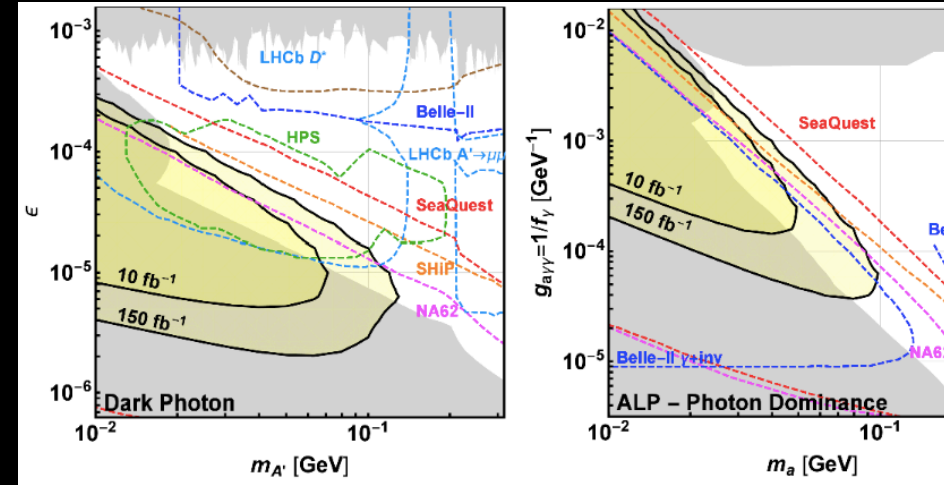 10⁻³
10⁻⁴
10⁻⁵
10⁻⁶
ϵ
LHCb D*
Belle-II
HPS
LHCb A'→μμ
SeaQuest
SHiP
NA62
10 fb⁻¹
150 fb⁻¹
Dark Photon
10⁻²
10⁻¹
m_A' [GeV]
10⁻²
10⁻³
10⁻⁴
10⁻⁵
g_aγγ=1/f_γ [GeV⁻¹]
SeaQuest
10 fb⁻¹
150 fb⁻¹
Be
NA62
Belle-II γ+inv
ALP – Photon Dominance
10⁻²
10⁻¹
m_a [GeV]